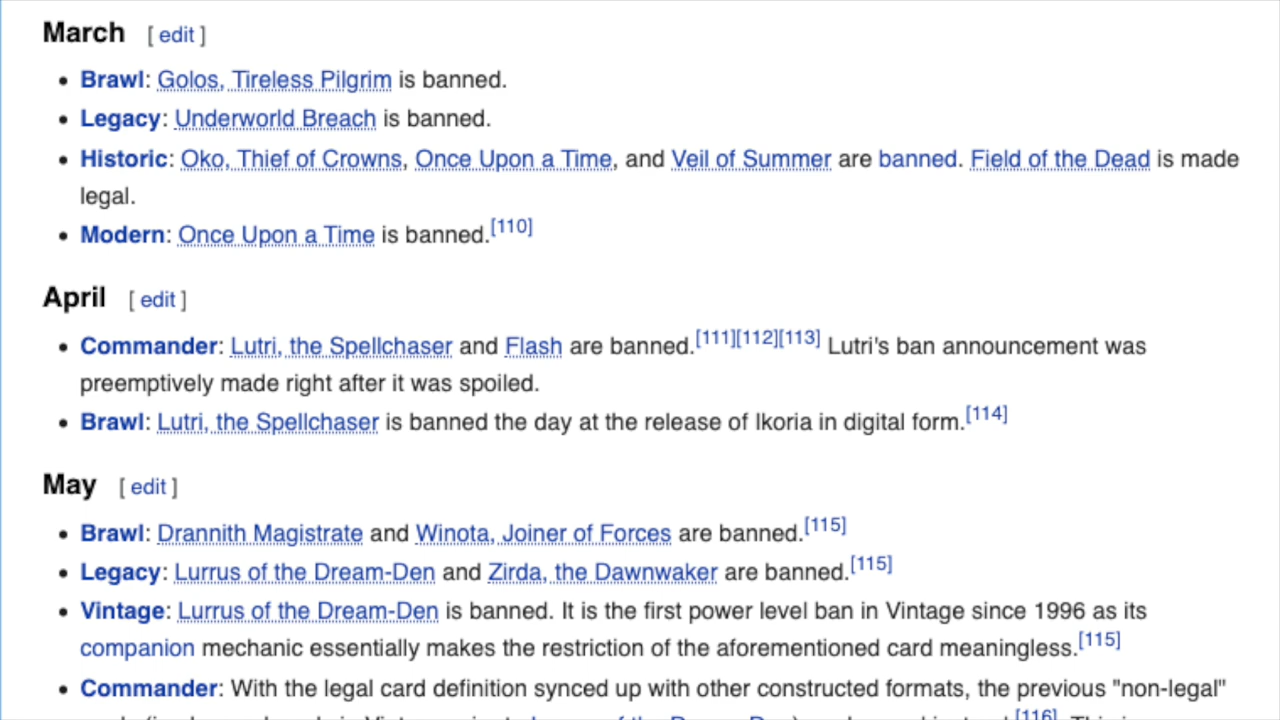 March [ edit ]
Brawl: Golos, Tireless Pilgrim is banned.
Legacy: Underworld Breach is banned.
Historic: Oko, Thief of Crowns, Once Upon a Time, and Veil of Summer are banned. Field of the Dead is made
legal.
Modern: Once Upon a Time is banned.[110]
April [ edit ]
Commander: Lutri, the Spellchaser and Flash are banned.[111][112][113] Lutri's ban announcement was
preemptively made right after it was spoiled.
Brawl: Lutri, the Spellchaser is banned the day at the release of Ikoria in digital form.[114]
May [ edit ]
Brawl: Drannith Magistrate and Winota, Joiner of Forces are banned.[115]
Legacy: Lurrus of the Dream-Den and Zirda, the Dawnwaker are banned.[115]
Vintage: Lurrus of the Dream-Den is banned. It is the first power level ban in Vintage since 1996 as its
companion mechanic essentially makes the restriction of the aforementioned card meaningless.[115]
Commander: With the legal card definition synced up with other constructed formats, the previous "non-legal"
[116]